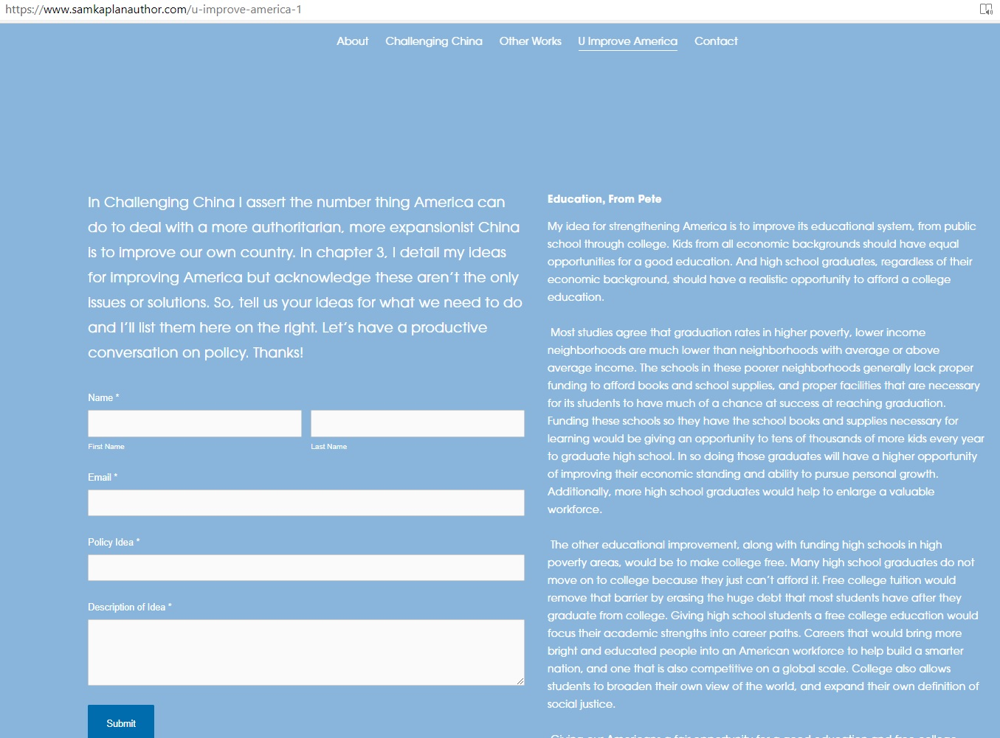 https://www.samkaplanauthor.com/u-improve-america-1
About Challenging China Other Works U Improve America Contact
In Challenging China I assert the number thing America can
do to deal with a more authoritarian, more expansionist China
is to improve our own country. In chapter 3, I detail my ideas
for improving America but acknowledge these aren't the only
issues or solutions. So, tell us your ideas for what we need to do
and I'll list them here on the right. Let's have a productive
conversation on policy. Thanks!
Name *
First Name Last Name
Email *
Policy Idea *
Description of Idea *
Submit
Education, From Pete
My idea for strengthening America is to improve its educational system, from public
school through college. Kids from all economic backgrounds should have equal
opportunities for a good education. And high school graduates, regardless of their
economic background, should have a realistic opportunity to afford a college
education.
Most studies agree that graduation rates in higher poverty, lower income
neighborhoods are much lower than neighborhoods with average or above
average income. The schools in these poorer neighborhoods generally lack proper
funding to afford books and school supplies, and proper facilities that are necessary
for its students to have much of a chance at success at reaching graduation.
Funding these schools so they have the school books and supplies necessary for
learning would be giving an opportunity to tens of thousands of more kids every year
to graduate high school. In so doing those graduates will have a higher opportunity
of improving their economic standing and ability to pursue personal growth.
Additionally, more high school graduates would help to enlarge a valuable
workforce.
The other educational improvement, along with funding high schools in high
poverty areas, would be to make college free. Many high school graduates do not
move on to college because they just can't afford it. Free college tuition would
remove that barrier by erasing the huge debt that most students have after they
graduate from college. Giving high school students a free college education would
focus their academic strengths into career paths. Careers that would bring more
bright and educated people into an American workforce to help build a smarter
nation, and one that is also competitive on a global scale. College also allows
students to broaden their own view of the world, and expand their own definition of
social justice.
Giving our Americans a fair opportunity for a good education and free college